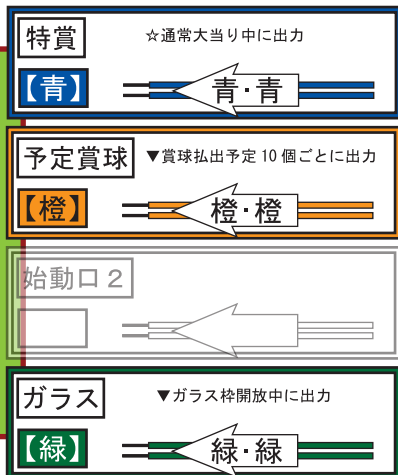 特賞
☆通常大当り中に出力
【青】
青・青
予定賞球
▼賞球払出予定10個ごとに出力
【橙】
橙・橙
始動口2
ガラス
▼ガラス枠開放中に出力
【緑】
緑・緑